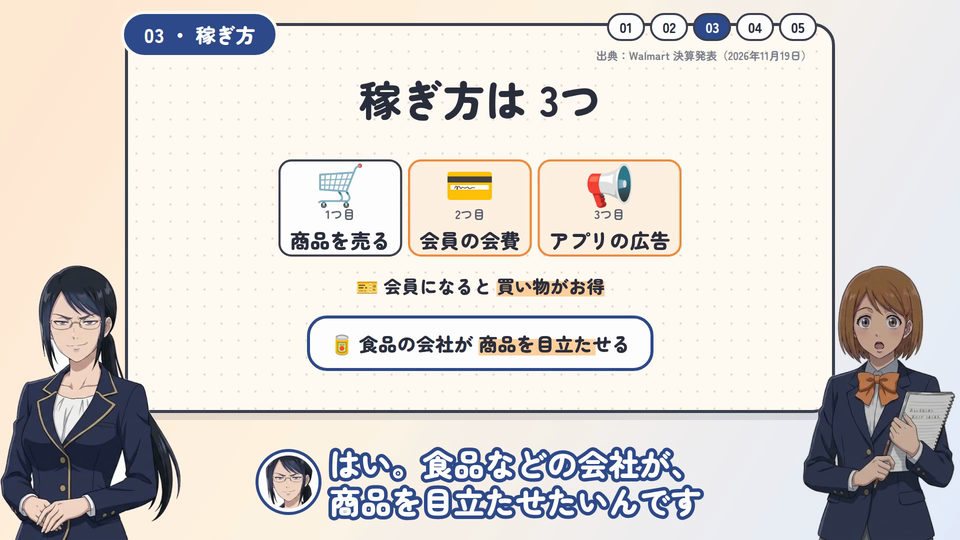 03 ・ 稼ぎ方
01 02 03 04 05
出典：Walmart 決算発表（2026年11月19日）
稼ぎ方は 3つ
1つ目
商品を売る
2つ目
会員の会費
3つ目
アプリの広告
会員になると 買い物がお得
食品の会社が 商品を目立たせる
はい。食品などの会社が、
商品を目立たせたいんです